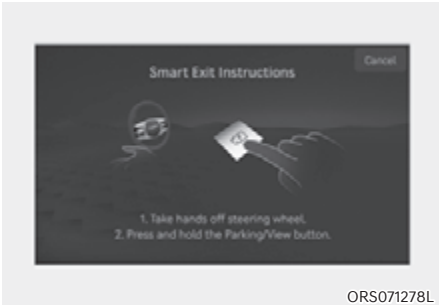 Cancel
Smart Exit Instructions
1. Take hands off steering wheel.
2. Press and hold the Parking/View button.
ORS071278L